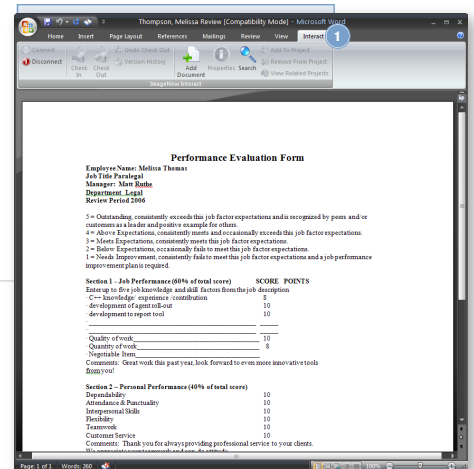 Thompson, Melissa Review [Compatibility Mode] - Microsoft Word
Home Insert Page Layout References Mailings Review View Interact 1
Connect
Disconnect
Check In
Check Out
Undo Check Out
Version History
Add Document
Properties
Search
Add To Project
Remove From Project
View Related Projects
ImageNow Interact
Performance Evaluation Form
Employee Name: Melissa Thomas
Job Title Paralegal
Manager: Matt Ruthe
Department Legal
Review Period 2006
5 = Outstanding, consistently exceeds this job factor expectations and is recognized by peers and/or
customers as a leader and positive example for others.
4 = Above Expectations, consistently meets and occasionally exceeds this job factor expectations.
3 = Meets Expectations, consistently meets this job factor expectations.
2 = Below Expectations, occasionally fails to meet this job factor expectations.
1 = Needs Improvement, consistently fails to meet this job factor expectations and a job performance
improvement plan is required.
Section 1 - Job Performance (60% of total score) SCORE POINTS
Enter up to five job knowledge and skill factors from the job description
· C++ knowledge/ experience /contribution 8
· development of agent roll-out 10
· development to report tool 10
· Quality of work 10
· Quantity of work 8
· Negotiable Item
Comments: Great work this past year, look forward to even more innovative tools
from you!
Section 2 – Personal Performance (40% of total score)
Dependability 10
Attendance & Punctuality 10
Interpersonal Skills 10
Flexibility 10
Teamwork 10
Customer Service 10
Comments: Thank you for always providing professional service to your clients.
We appreciate your teamwork and can-do attitude.
Page: 1 of 1 Words: 260 100%